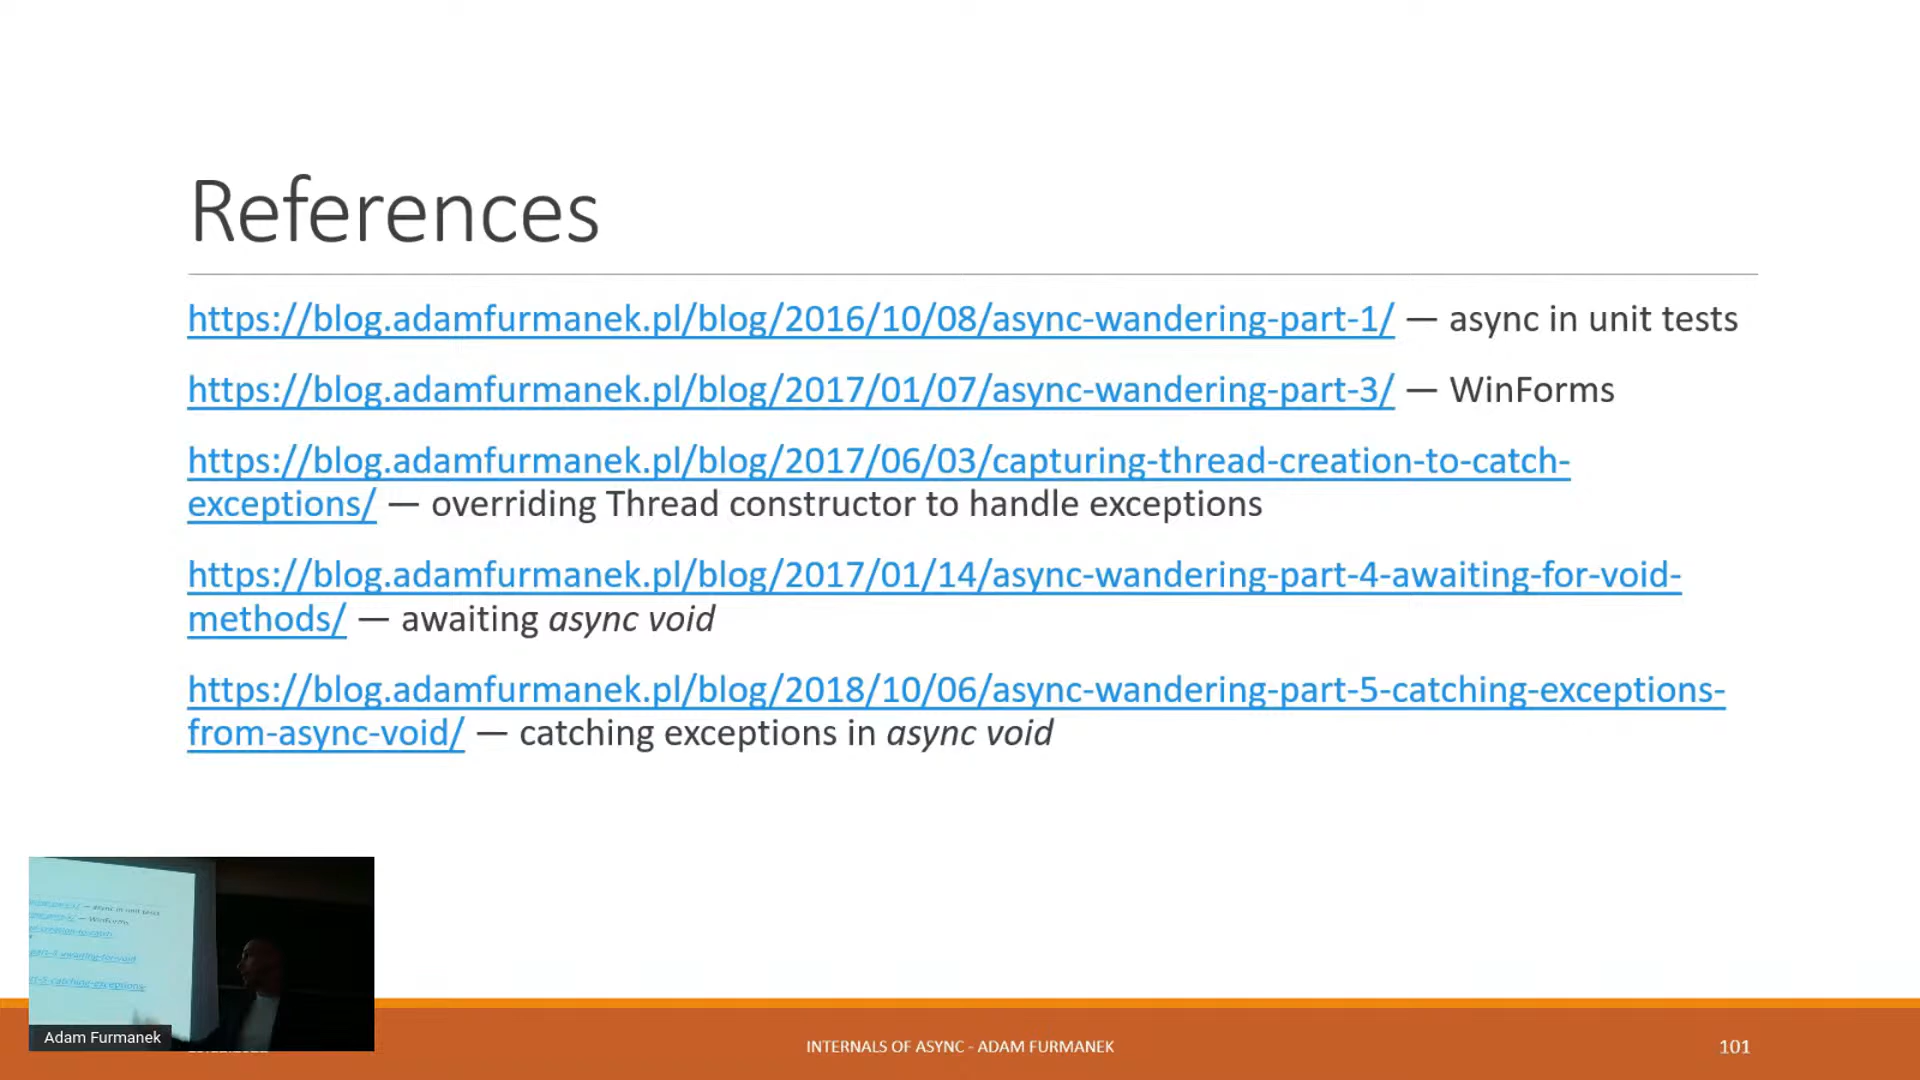 References
https://blog.adamfurmanek.pl/blog/2016/10/08/async-wandering-part-1/ — async in unit tests
https://blog.adamfurmanek.pl/blog/2017/01/07/async-wandering-part-3/ — WinForms
https://blog.adamfurmanek.pl/blog/2017/06/03/capturing-thread-creation-to-catch-
exceptions/ — overriding Thread constructor to handle exceptions
https://blog.adamfurmanek.pl/blog/2017/01/14/async-wandering-part-4-awaiting-for-void-
methods/ — awaiting async void
https://blog.adamfurmanek.pl/blog/2018/10/06/async-wandering-part-5-catching-exceptions-
from-async-void/ — catching exceptions in async void
— async in unit tests
— WinForms
Adam Furmanek
INTERNALS OF ASYNC - ADAM FURMANEK
101